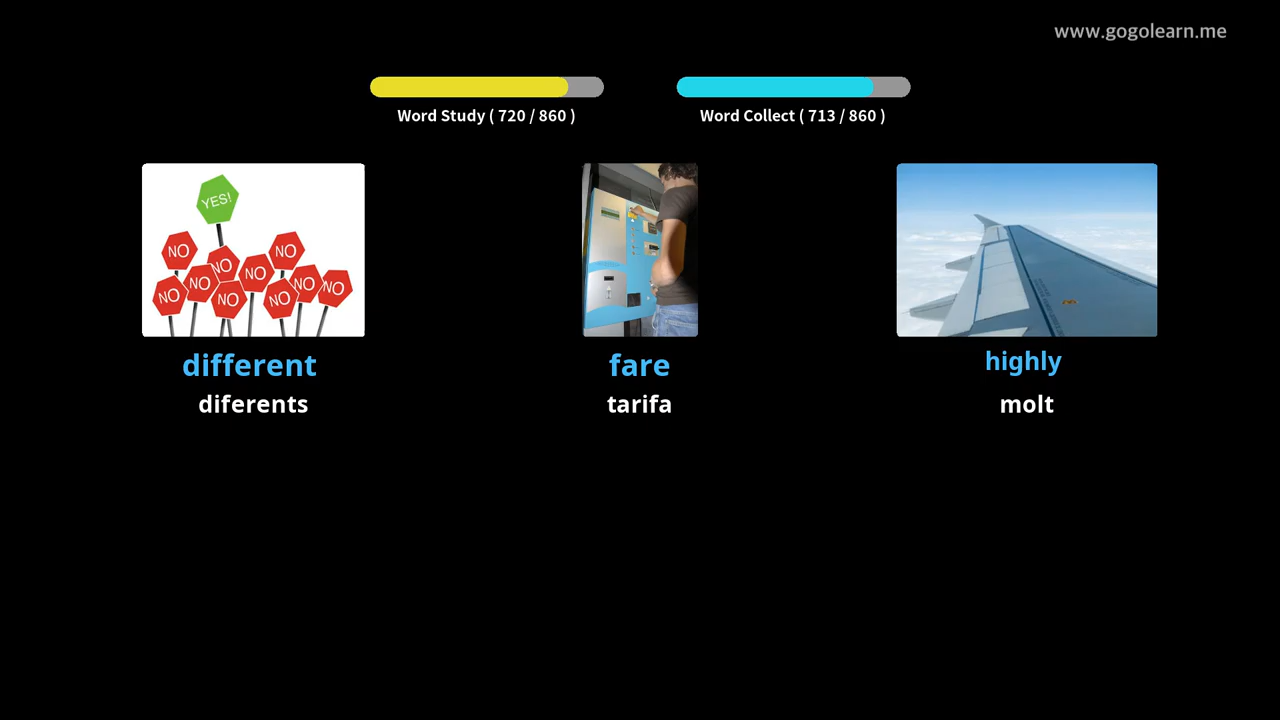 www.gogolearn.me
Word Study ( 720 / 860 )
Word Collect ( 713 / 860 )
YES!
NO
NO
NO
NO
NO
NO
NO
NO
NO
NO
different
fare
highly
diferents
tarifa
molt